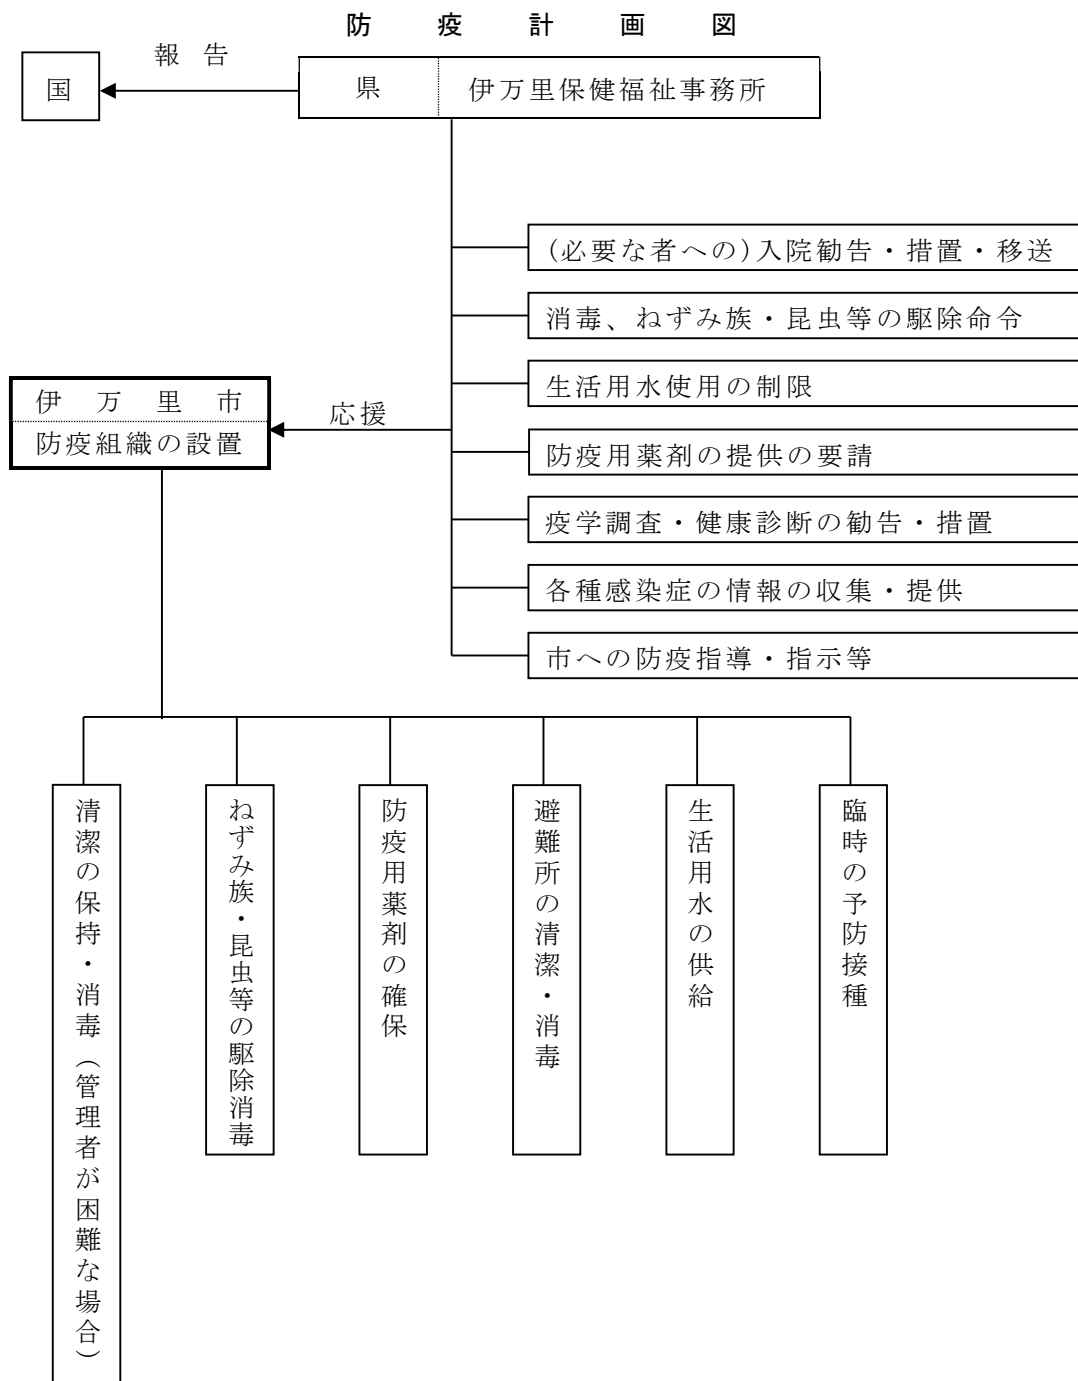 防疫計画図
報告
国
県
伊万里保健福祉事務所
(必要な者への)入院勧告・措置・移送
消毒、ねずみ族・昆虫等の駆除命令
生活用水使用の制限
伊万里市
防疫組織の設置
応援
防疫用薬剤の提供の要請
疫学調査・健康診断の勧告・措置
各種感染症の情報の収集・提供
市への防疫指導・指示等
清潔の保持・消毒（管理者が困難な場合）
ねずみ族・昆虫等の駆除消毒
防疫用薬剤の確保
避難所の清潔・消毒
生活用水の供給
臨時の予防接種